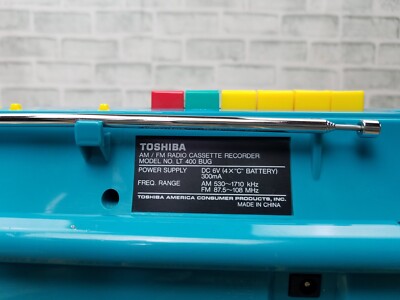 TOSHIBA
AM / FM RADIO CASSETTE RECORDER
MODEL NO. LT 400 BUG
POWER SUPPLY DC 6V (4×"C" BATTERY)
300mA
FREQ. RANGE AM 530~1710 kHz
FM 87.5~108 MHz
TOSHIBA AMERICA CONSUMER PRODUCTS, INC.
MADE IN CHINA